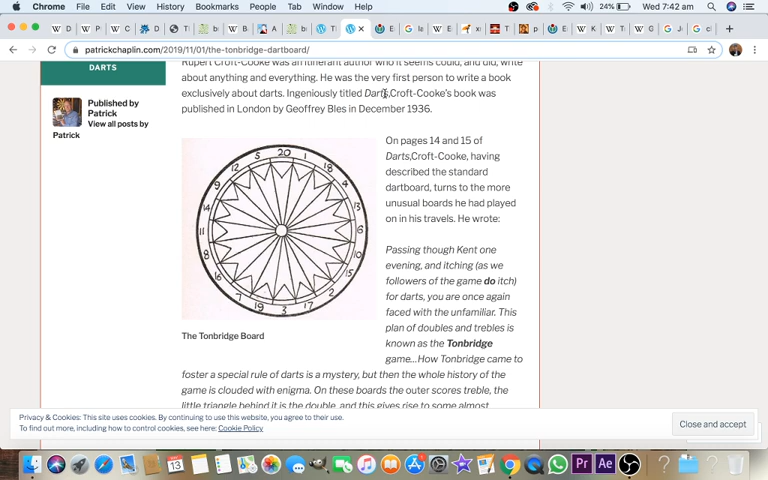 Chrome File Edit View History Bookmarks People Tab Window Help 24% Wed 7:42 am
patrickchaplin.com/2019/11/01/the-tonbridge-dartboard/
DARTS
Published by
Patrick
View all posts by
Patrick
Rupert Croft-Cooke was an itinerant author who it seems could, and did, write
about anything and everything. He was the very first person to write a book
exclusively about darts. Ingeniously titled Darts,Croft-Cooke's book was
published in London by Geoffrey Bles in December 1936.
20 1 18 4 13 6 10 15 2 17 3 19 7 16 8 11 14 9 12 5
The Tonbridge Board
On pages 14 and 15 of
Darts,Croft-Cooke, having
described the standard
dartboard, turns to the more
unusual boards he had played
on in his travels. He wrote:
Passing though Kent one
evening, and itching (as we
followers of the game do itch)
for darts, you are once again
faced with the unfamiliar. This
plan of doubles and trebles is
known as the Tonbridge
game...How Tonbridge came to
foster a special rule of darts is a mystery, but then the whole history of the
game is clouded with enigma. On these boards the outer scores treble, the
little triangle behind it is the double, and this gives rise to some almost
Privacy & Cookies: This site uses cookies. By continuing to use this website, you agree to their use.
To find out more, including how to control cookies, see here: Cookie Policy
Close and accept